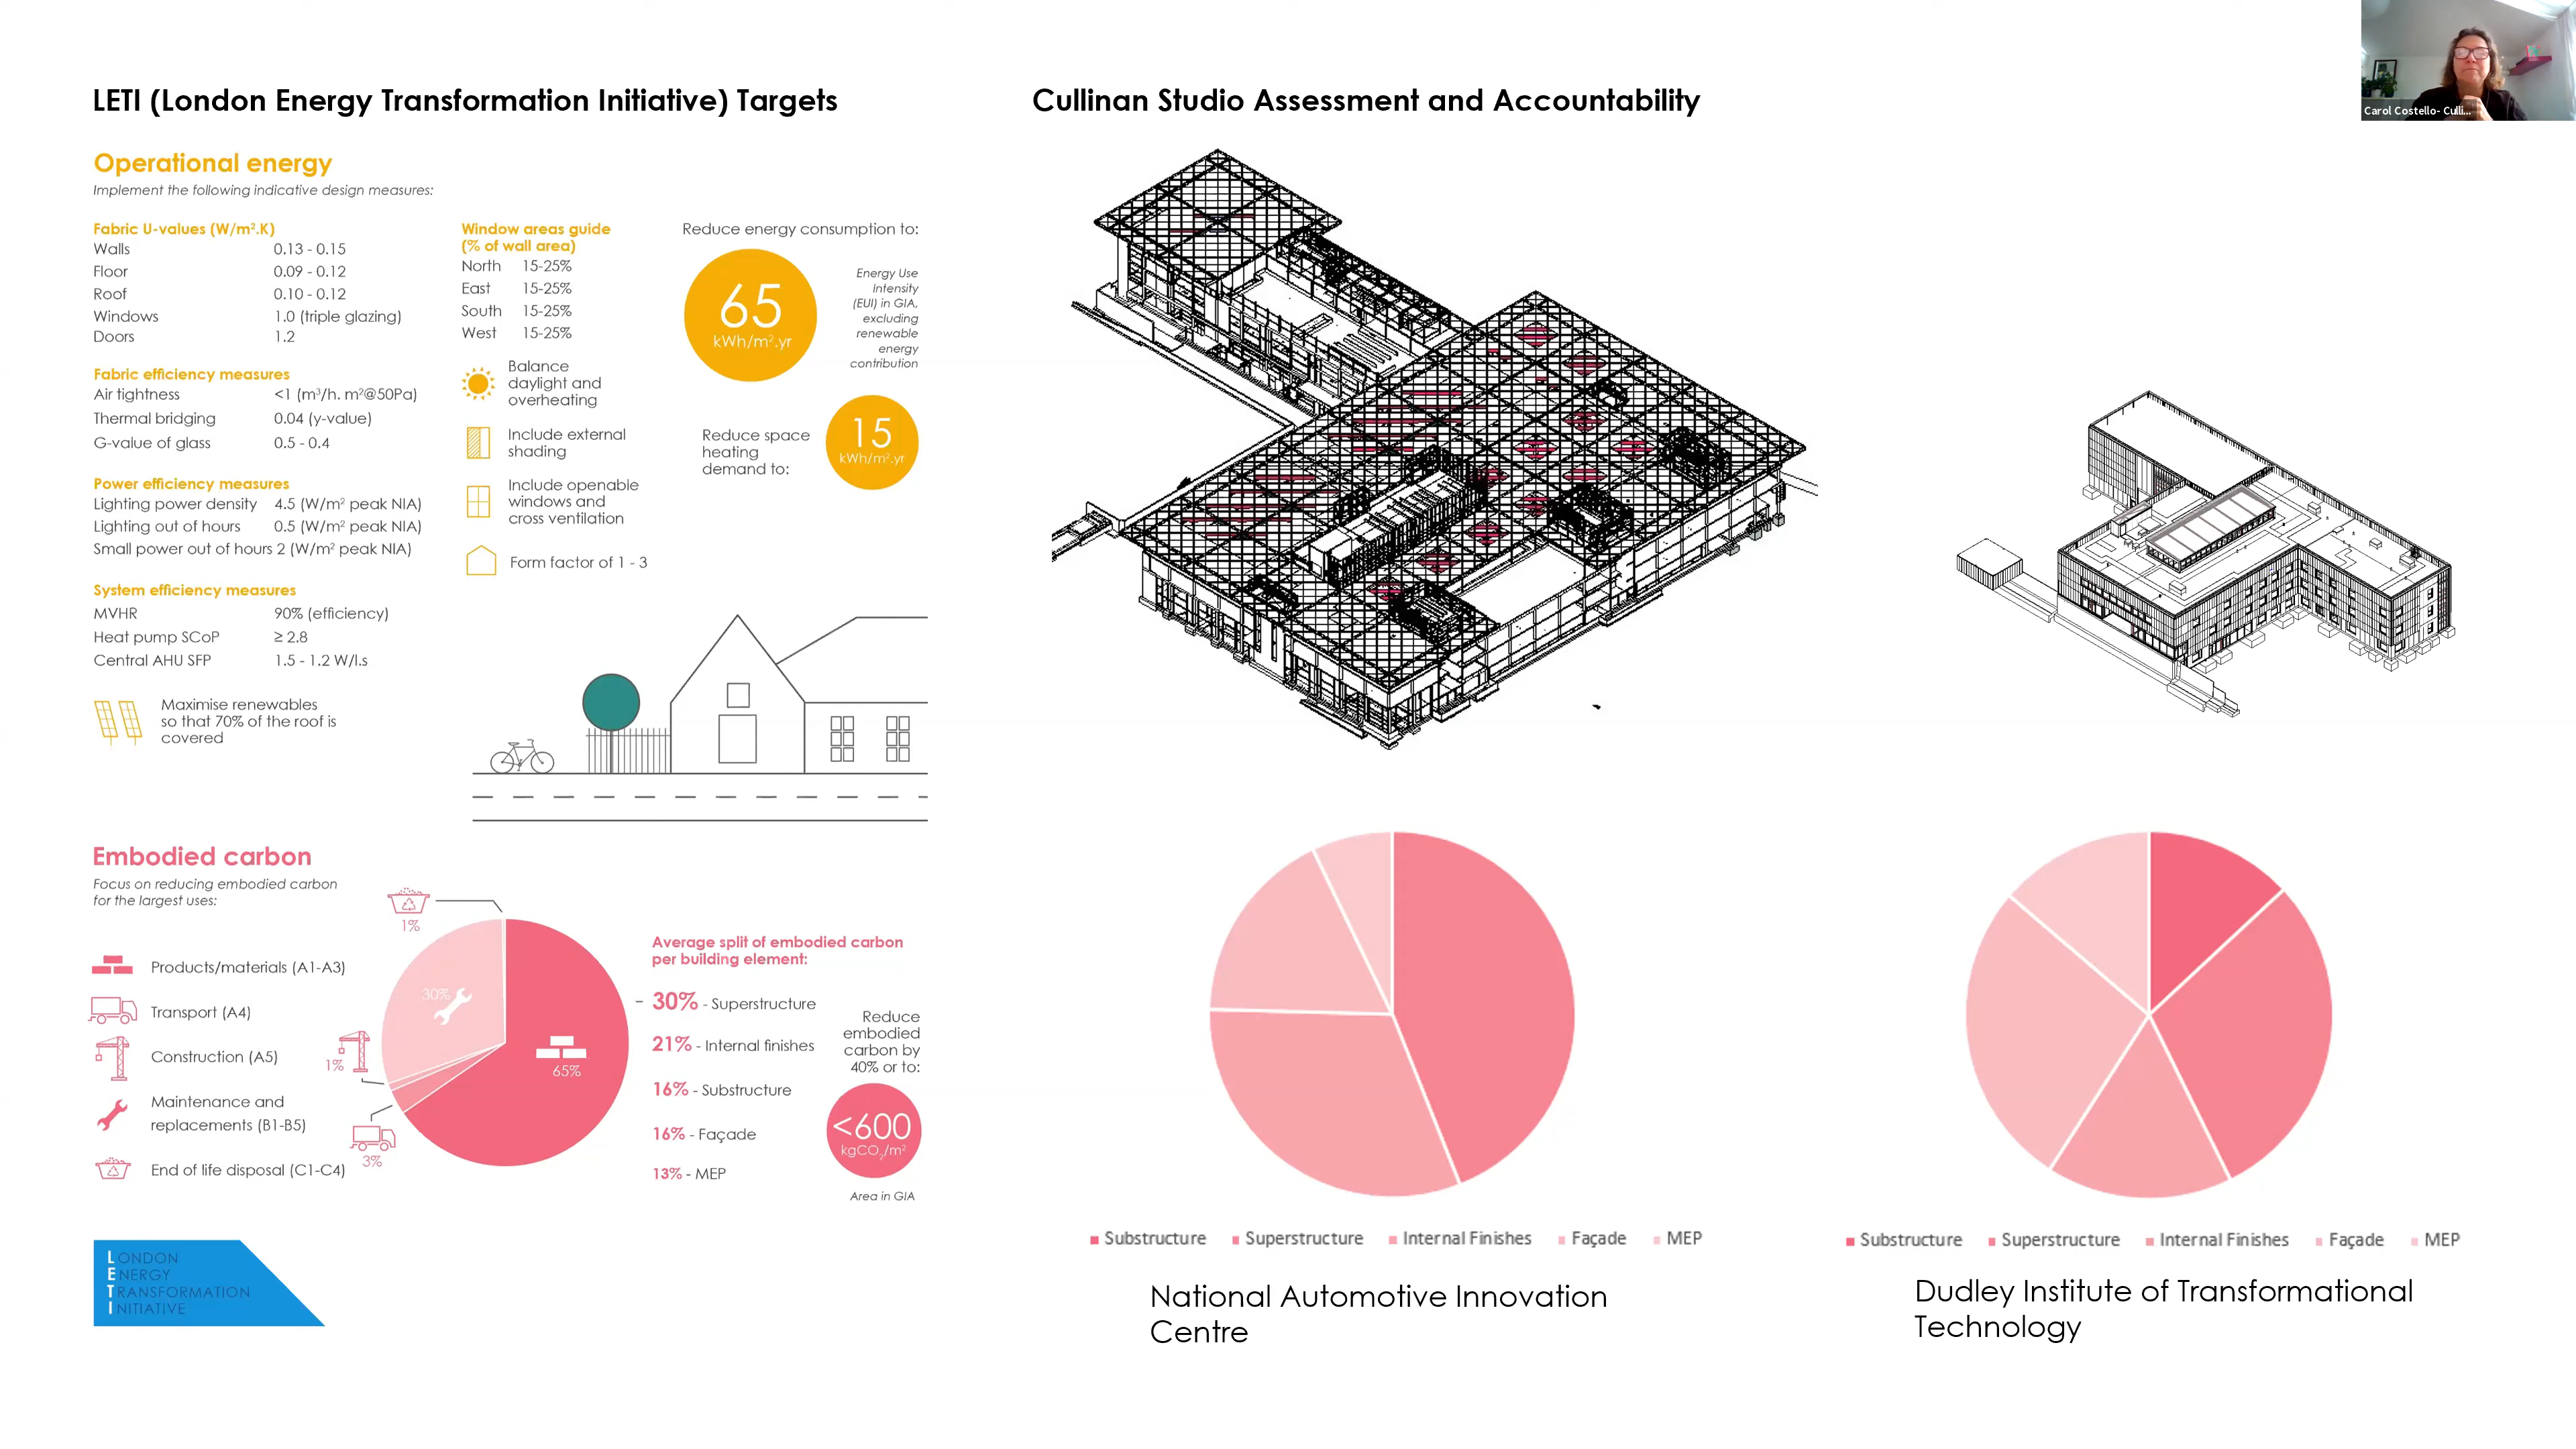 LETI (London Energy Transformation Initiative) Targets
Operational energy
Implement the following indicative design measures:
Fabric U-values (W/m².K)
Walls 0.13 - 0.15
Floor 0.09 - 0.12
Roof 0.10 - 0.12
Windows 1.0 (triple glazing)
Doors 1.2
Fabric efficiency measures
Air tightness <1 (m³/h. m²@50Pa)
Thermal bridging 0.04 (y-value)
G-value of glass 0.5 - 0.4
Power efficiency measures
Lighting power density 4.5 (W/m² peak NIA)
Lighting out of hours 0.5 (W/m² peak NIA)
Small power out of hours 2 (W/m² peak NIA)
System efficiency measures
MVHR 90% (efficiency)
Heat pump SCoP ≥ 2.8
Central AHU SFP 1.5 - 1.2 W/l.s
Maximise renewables
so that 70% of the roof is
covered
Window areas guide
(% of wall area)
North 15-25%
East 15-25%
South 15-25%
West 15-25%
Balance
daylight and
overheating
Include external
shading
Include openable
windows and
cross ventilation
Form factor of 1 - 3
Reduce energy consumption to:
65
kWh/m².yr
Energy Use
Intensity
(EUI) in GIA,
excluding
renewable
energy
contribution
Reduce space
heating
demand to:
15
kWh/m².yr
Embodied carbon
Focus on reducing embodied carbon
for the largest uses:
Products/materials (A1-A3)
Transport (A4)
Construction (A5)
Maintenance and
replacements (B1-B5)
End of life disposal (C1-C4)
1%
30%
65%
1%
3%
Average split of embodied carbon
per building element:
30% - Superstructure
21% - Internal finishes
16% - Substructure
16% - Façade
13% - MEP
Reduce
embodied
carbon by
40% or to:
<600
kgCO₂/m²
Area in GIA
LONDON
ENERGY
TRANSFORMATION
INITIATIVE
Cullinan Studio Assessment and Accountability
Substructure Superstructure Internal Finishes Façade MEP
National Automotive Innovation
Centre
Substructure Superstructure Internal Finishes Façade MEP
Dudley Institute of Transformational
Technology
Carol Costello- Culli...